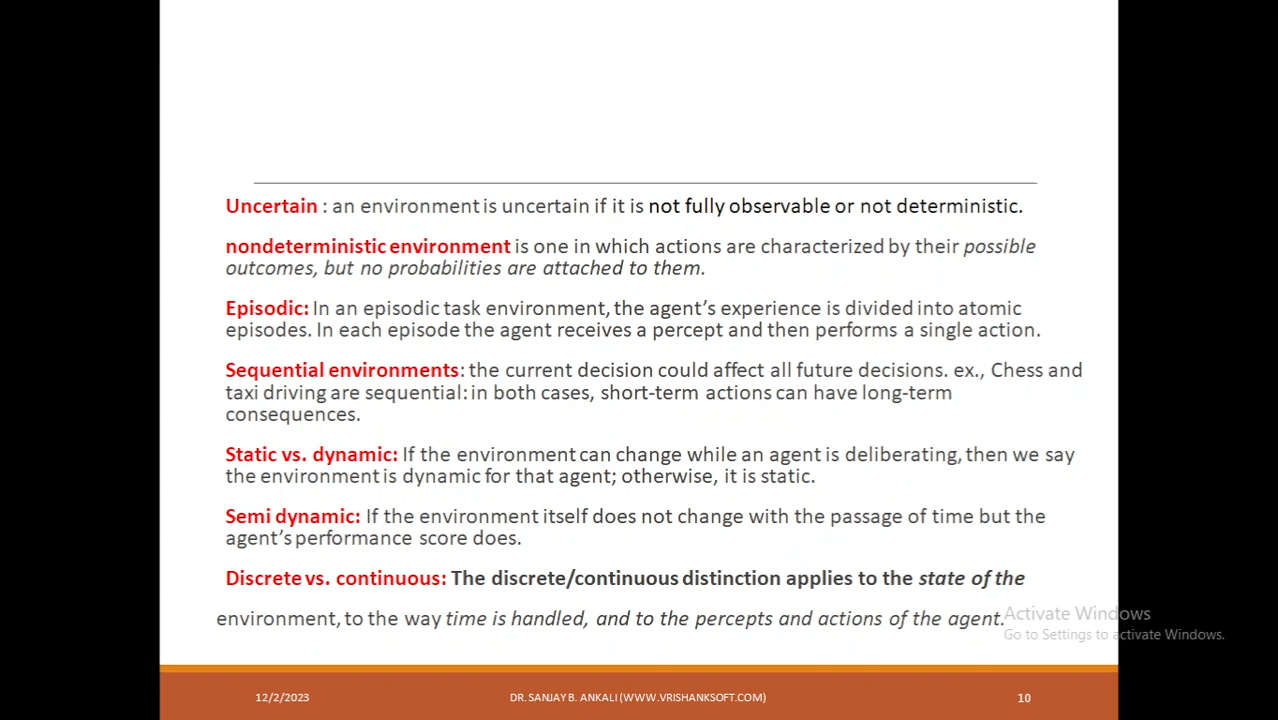 Uncertain : an environment is uncertain if it is not fully observable or not deterministic.
nondeterministic environment is one in which actions are characterized by their possible
outcomes, but no probabilities are attached to them.
Episodic: In an episodic task environment, the agent’s experience is divided into atomic
episodes. In each episode the agent receives a percept and then performs a single action.
Sequential environments: the current decision could affect all future decisions. ex., Chess and
taxi driving are sequential: in both cases, short-term actions can have long-term
consequences.
Static vs. dynamic: If the environment can change while an agent is deliberating, then we say
the environment is dynamic for that agent; otherwise, it is static.
Semi dynamic: If the environment itself does not change with the passage of time but the
agent’s performance score does.
Discrete vs. continuous: The discrete/continuous distinction applies to the state of the
environment, to the way time is handled, and to the percepts and actions of the agent.
Activate Windows
Go to Settings to activate Windows.
12/2/2023
DR. SANJAY B. ANKALI (WWW.VRISHANKSOFT.COM)
10